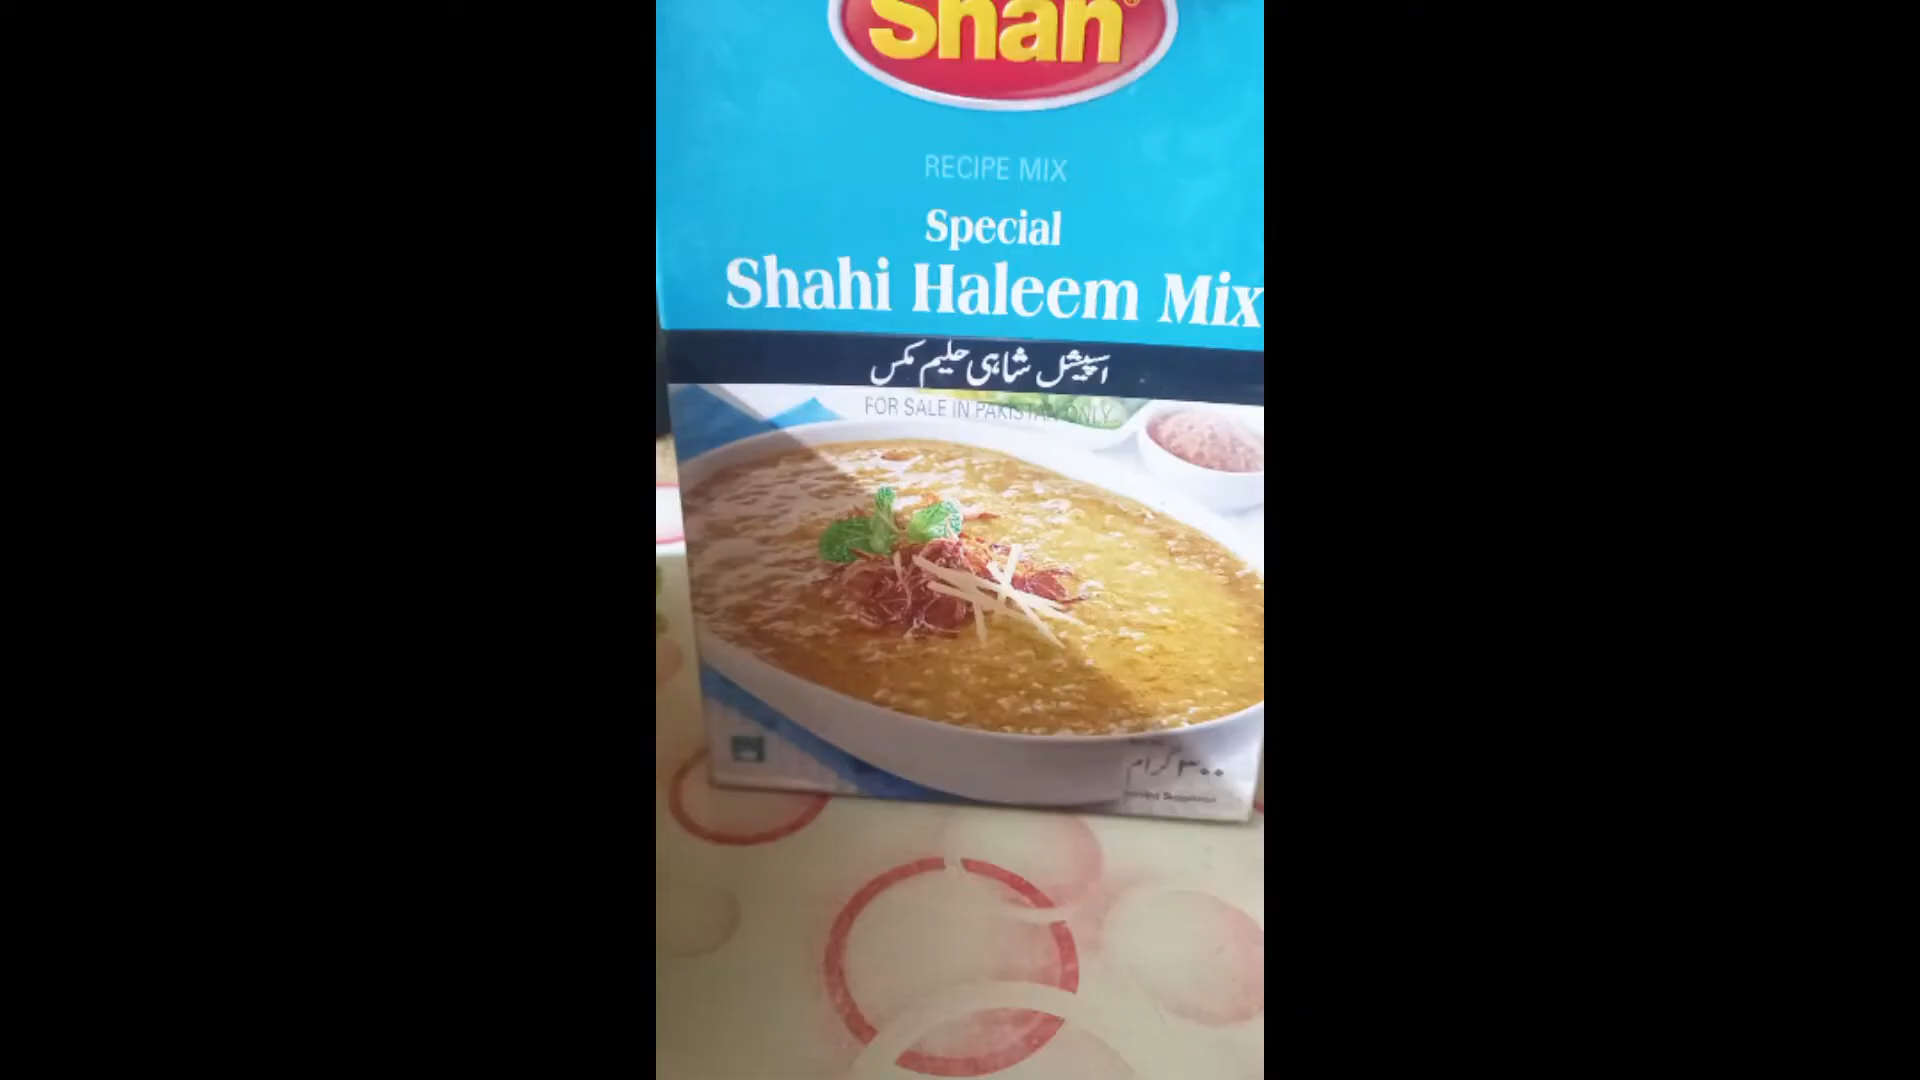 Shan®
RECIPE MIX
Special
Shahi Haleem Mix
اسپیشل شاہی حلیم مکس
FOR SALE IN PAKISTAN ONLY
۳۰۰ گرام